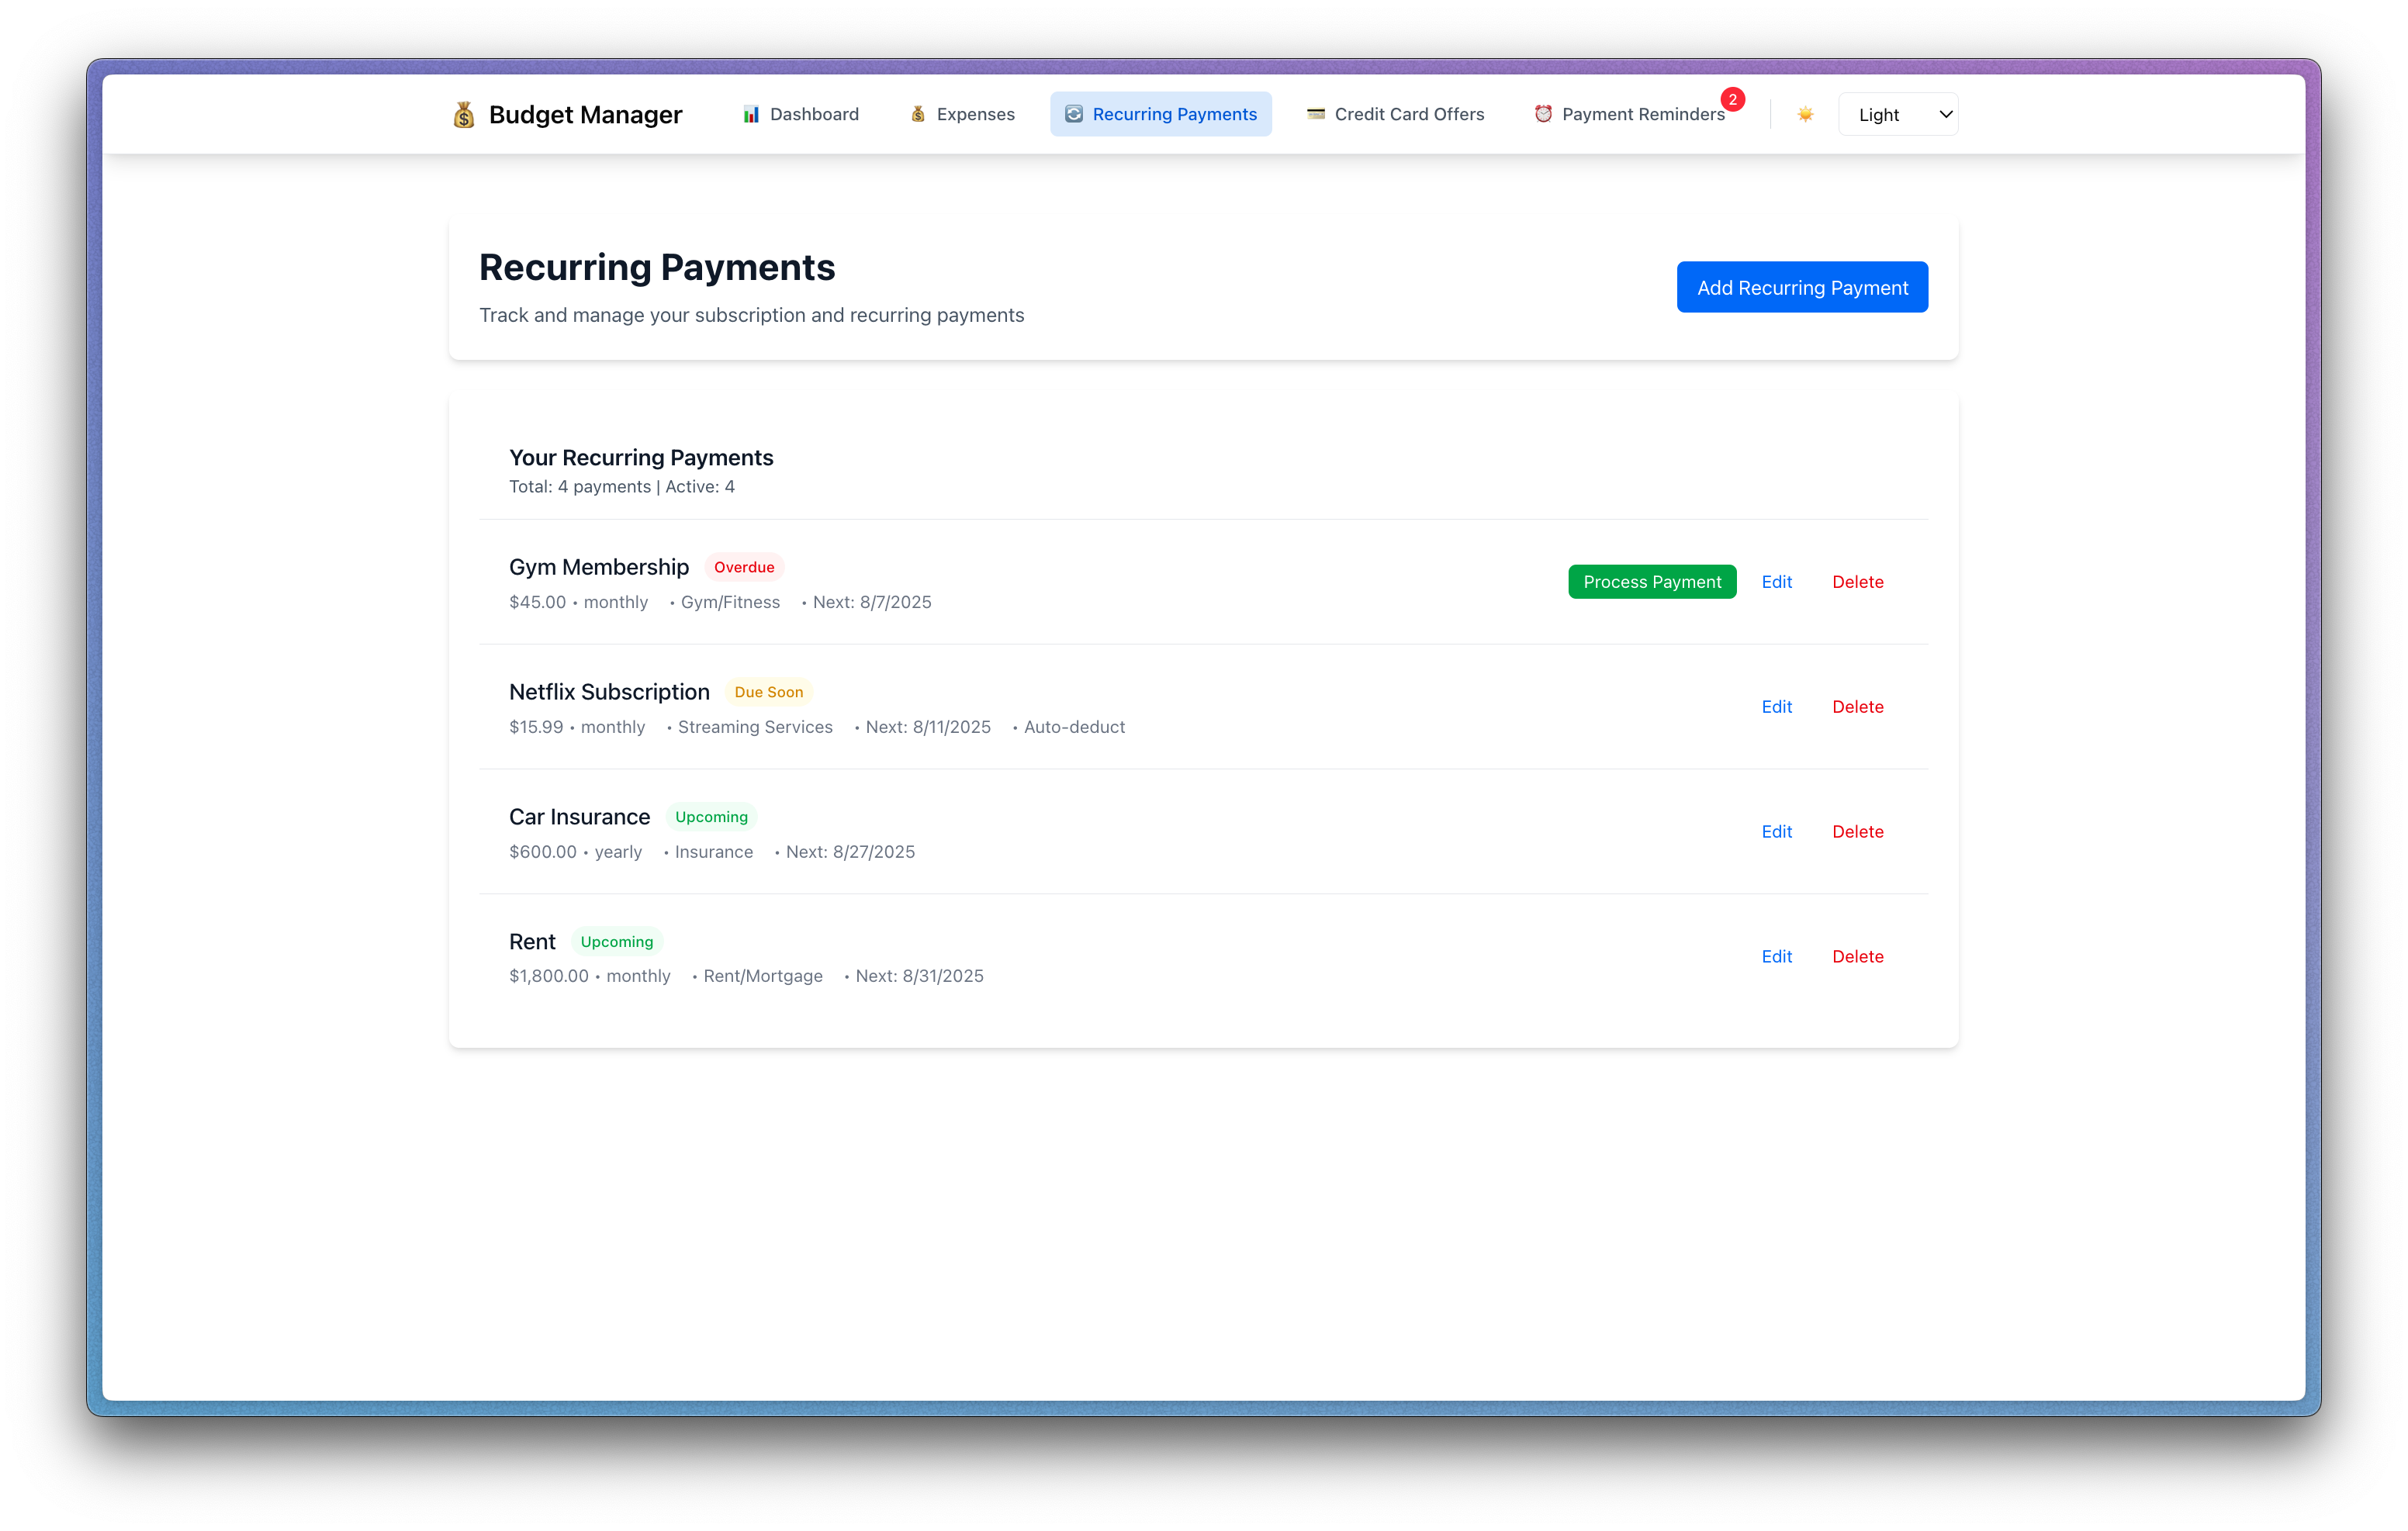 Budget Manager Dashboard Expenses Recurring Payments Credit Card Offers Payment Reminders 2 Light
Recurring Payments
Track and manage your subscription and recurring payments
Add Recurring Payment
Your Recurring Payments
Total: 4 payments | Active: 4
Gym Membership Overdue
$45.00 • monthly • Gym/Fitness • Next: 8/7/2025
Process Payment Edit Delete
Netflix Subscription Due Soon
$15.99 • monthly • Streaming Services • Next: 8/11/2025 • Auto-deduct
Edit Delete
Car Insurance Upcoming
$600.00 • yearly • Insurance • Next: 8/27/2025
Edit Delete
Rent Upcoming
$1,800.00 • monthly • Rent/Mortgage • Next: 8/31/2025
Edit Delete